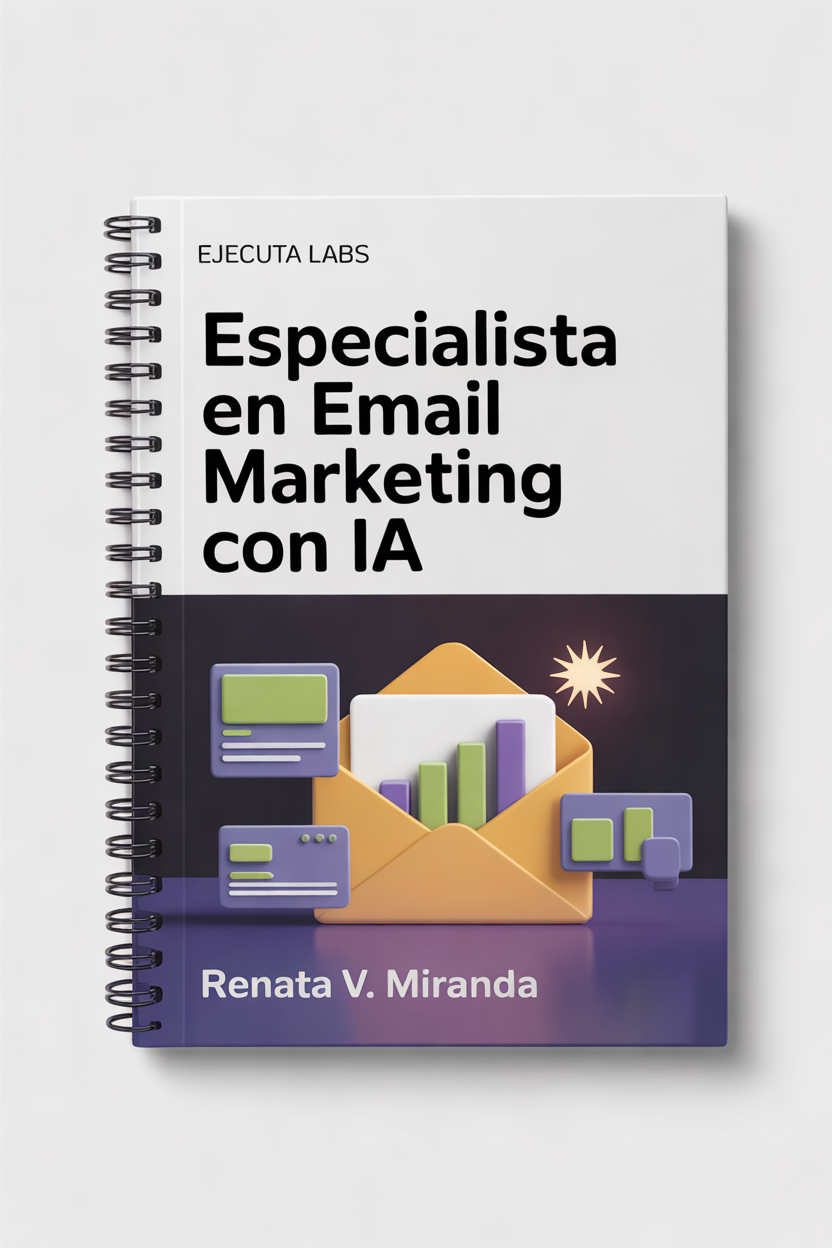 EJECUTA LABS
Especialista
en Email
Marketing
con IA
Renata V. Miranda